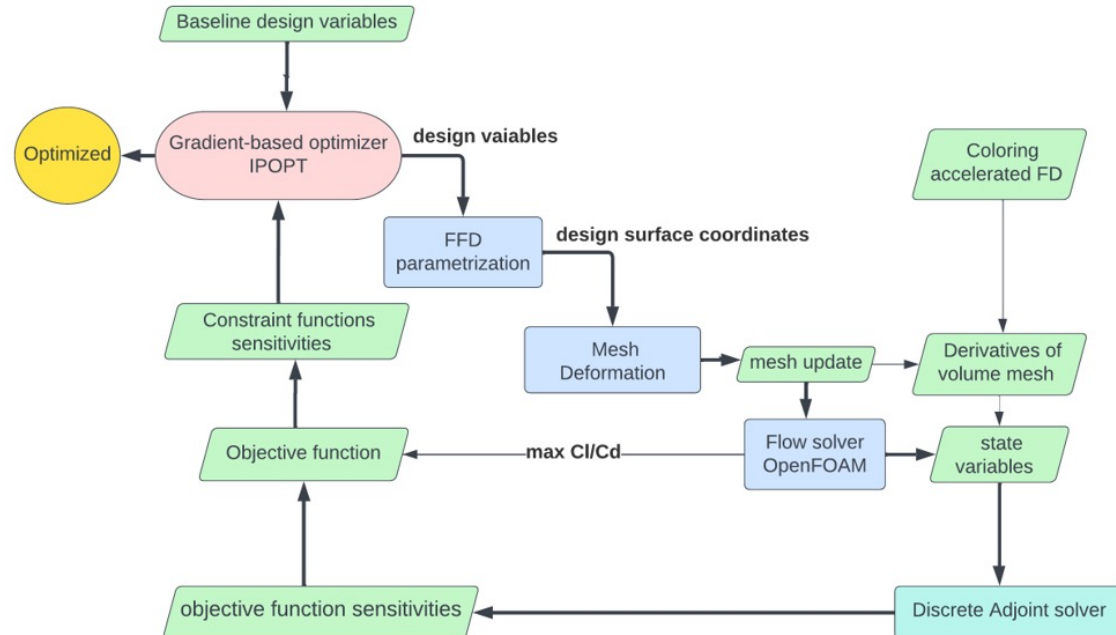 Baseline design variables
Optimized
Gradient-based optimizer
IPOPT
design vaiables
Coloring
accelerated FD
FFD
parametrization
design surface coordinates
Constraint functions
sensitivities
Mesh
Deformation
mesh update
Derivatives of
volume mesh
Objective function
max Cl/Cd
Flow solver
OpenFOAM
state
variables
objective function sensitivities
Discrete Adjoint solver